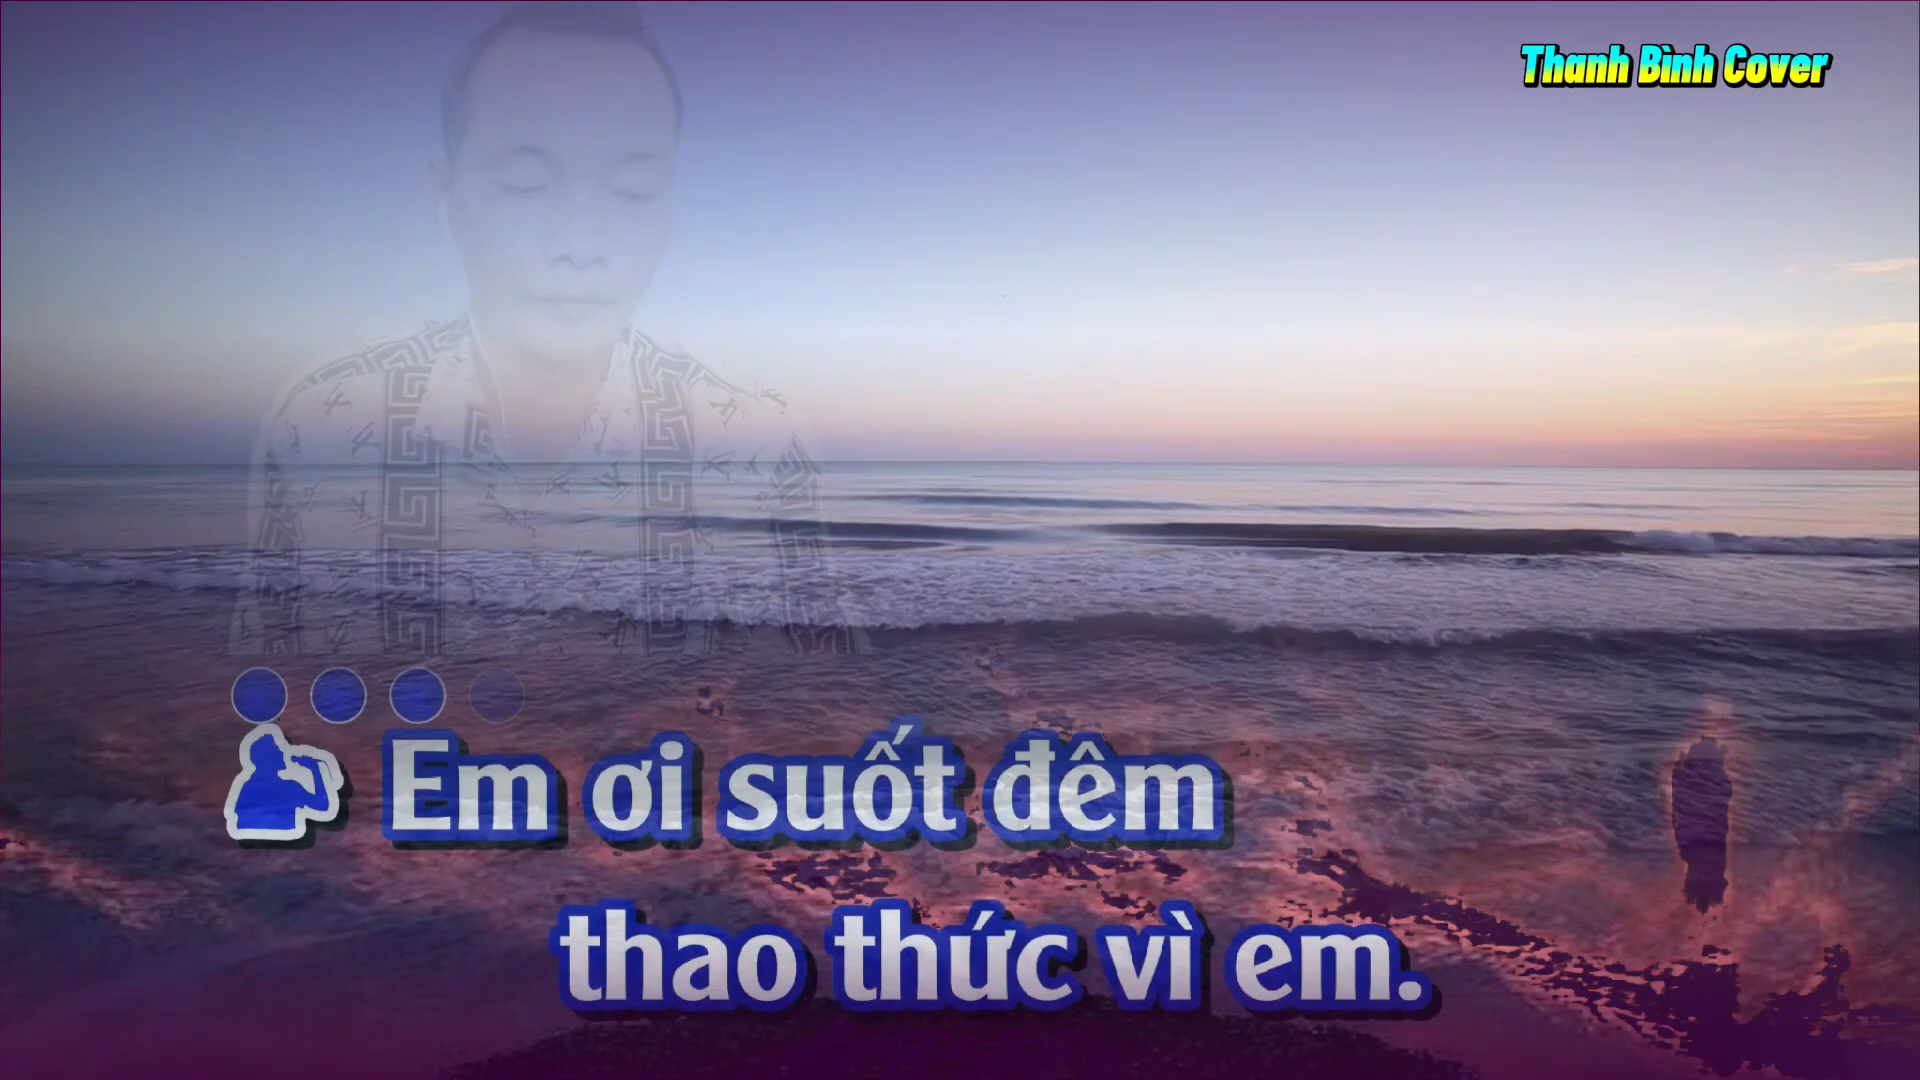 Thanh Bình Cover
Em ơi suốt đêm
thao thức vì em.